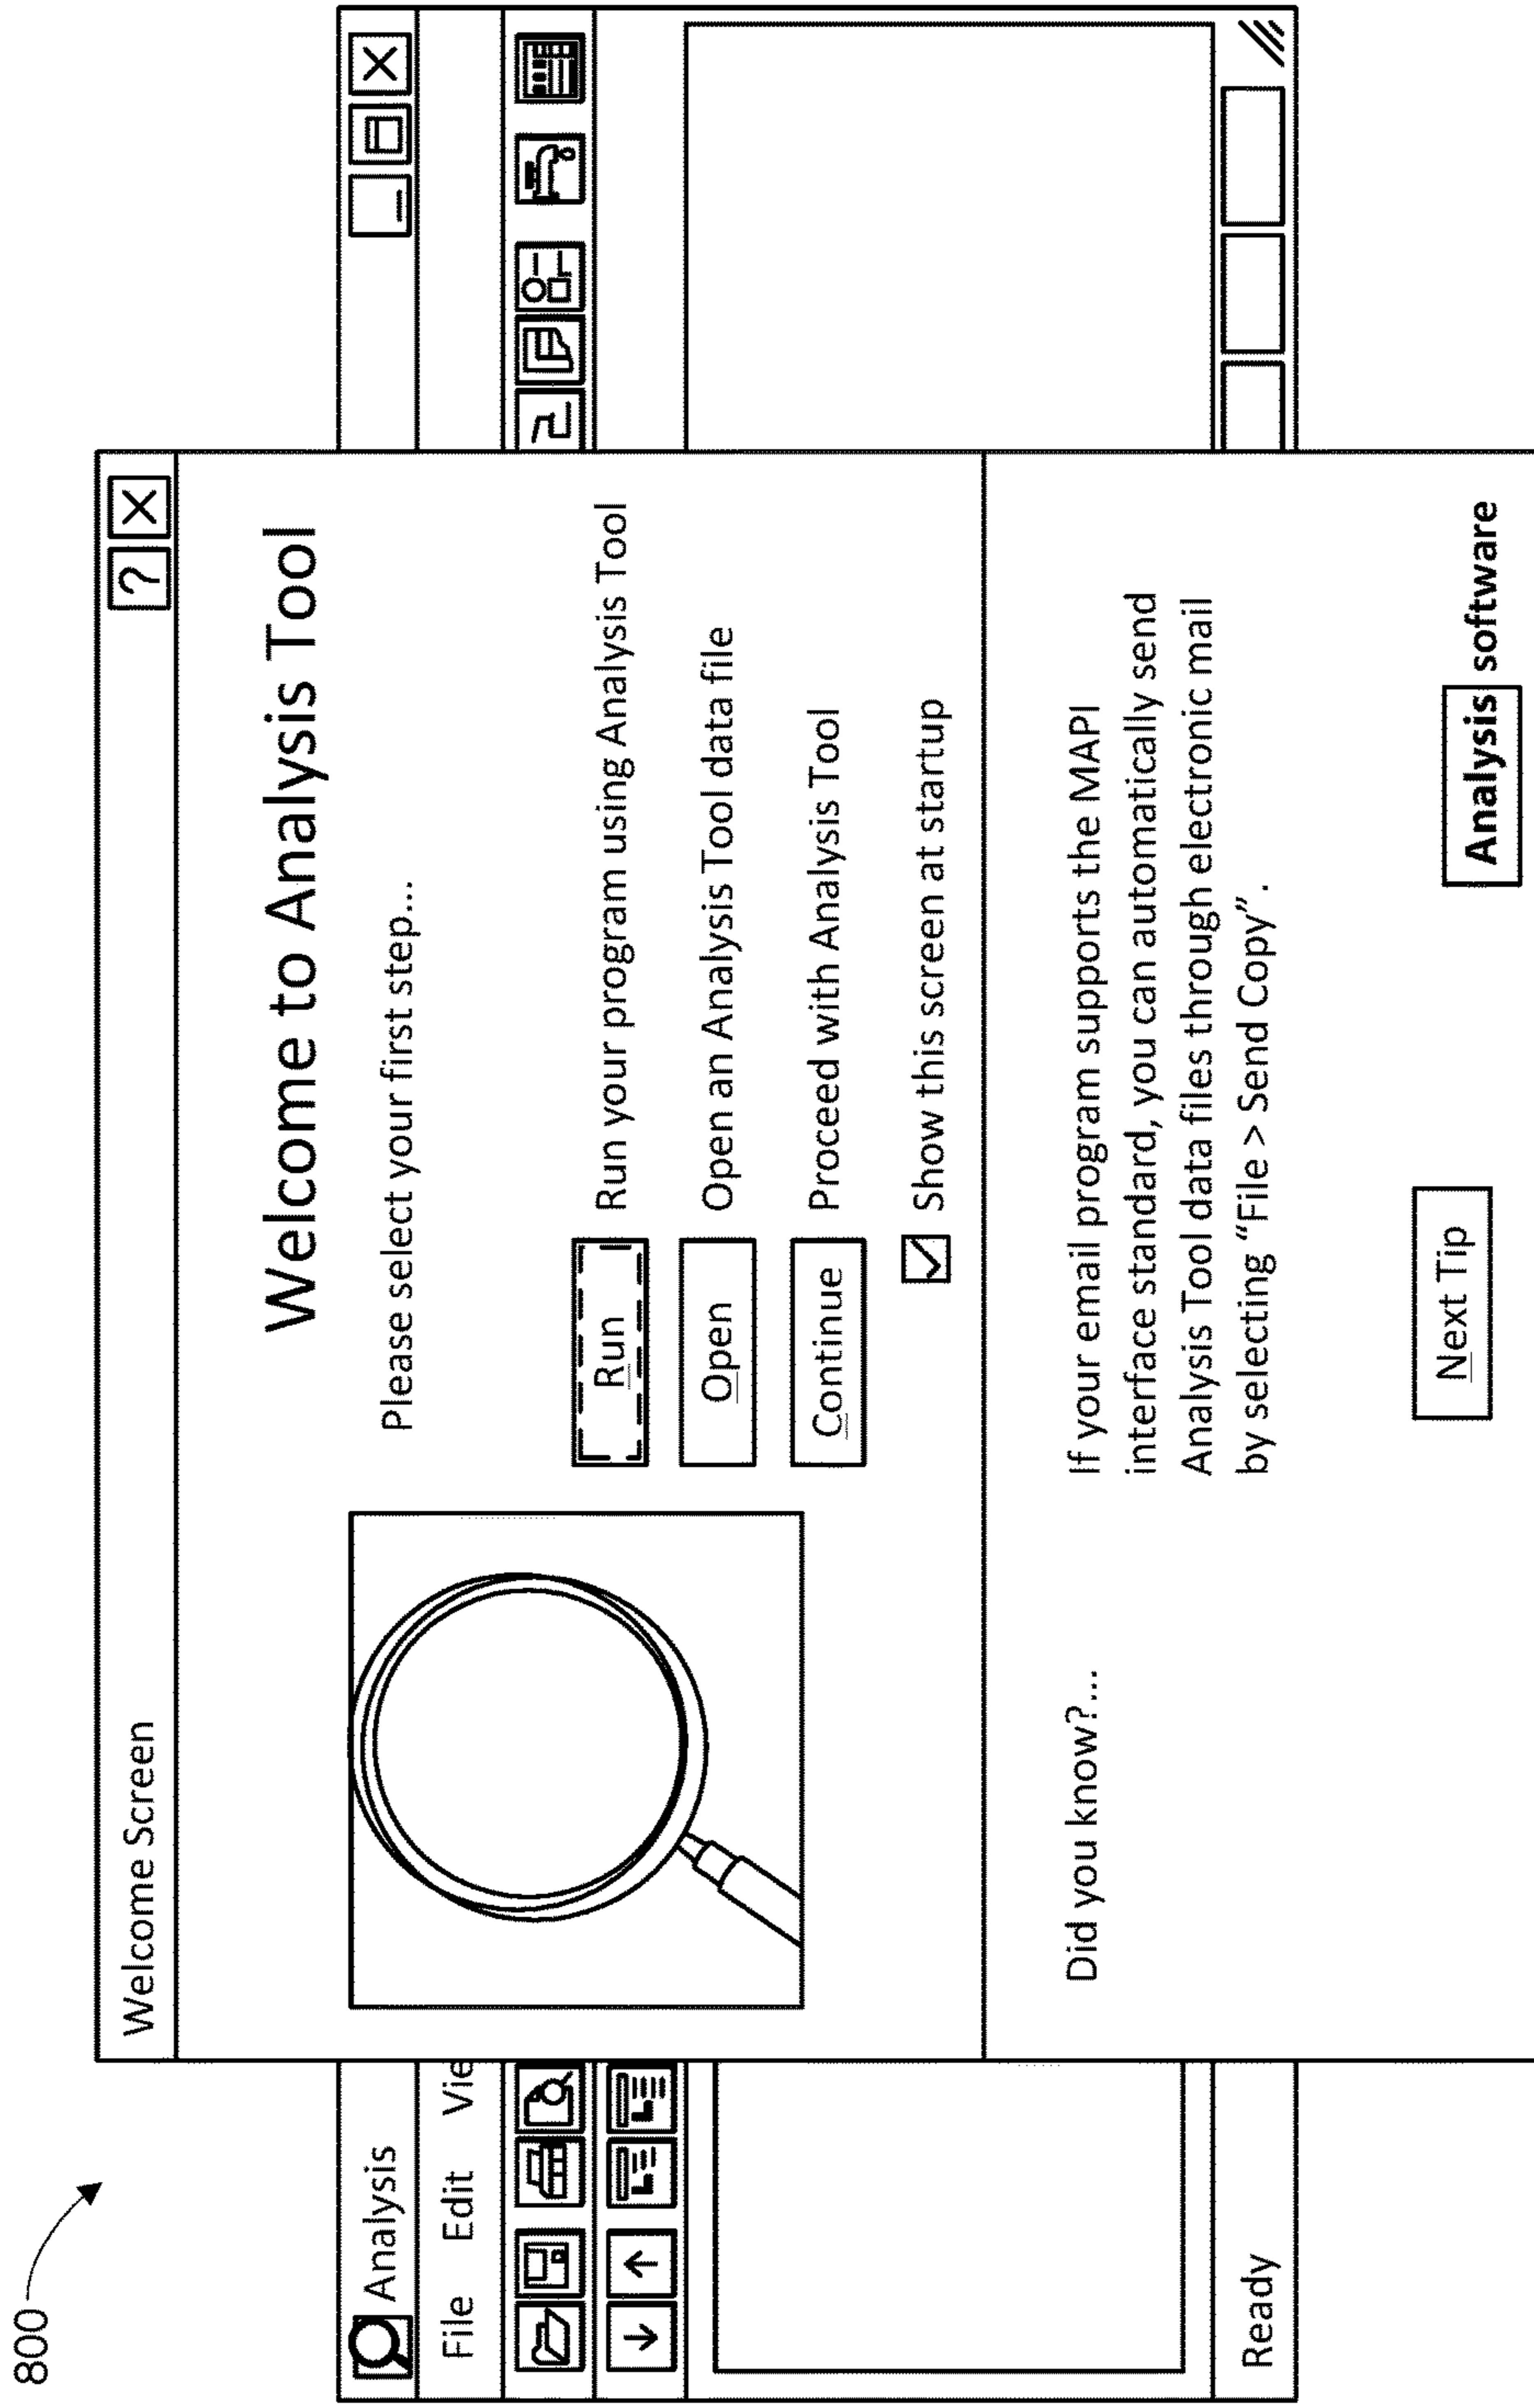 800
Welcome Screen
?
Analysis
File Edit Vie
Welcome to Analysis Tool
Please select your first step...
Run Run your program using Analysis Tool
Open Open an Analysis Tool data file
Continue Proceed with Analysis Tool
Show this screen at startup
Did you know?...
If your email program supports the MAPI
interface standard, you can automatically send
Analysis Tool data files through electronic mail
by selecting “File > Send Copy”.
Ready
Next Tip
Analysis software